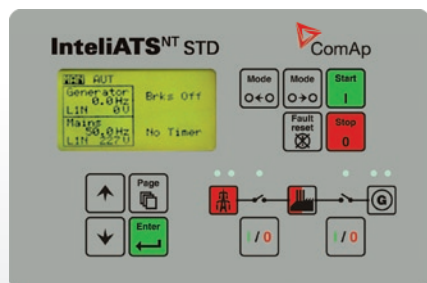 InteliATS NT STD
ComAp
AUT
Generator
0.0Hz
L1N 0V
Brks Off
Mains
50.0Hz
L1N 227V
No Timer
Mode
Mode
Start
I
Fault
reset
Stop
0
Page
Enter
G
I/0
I/0